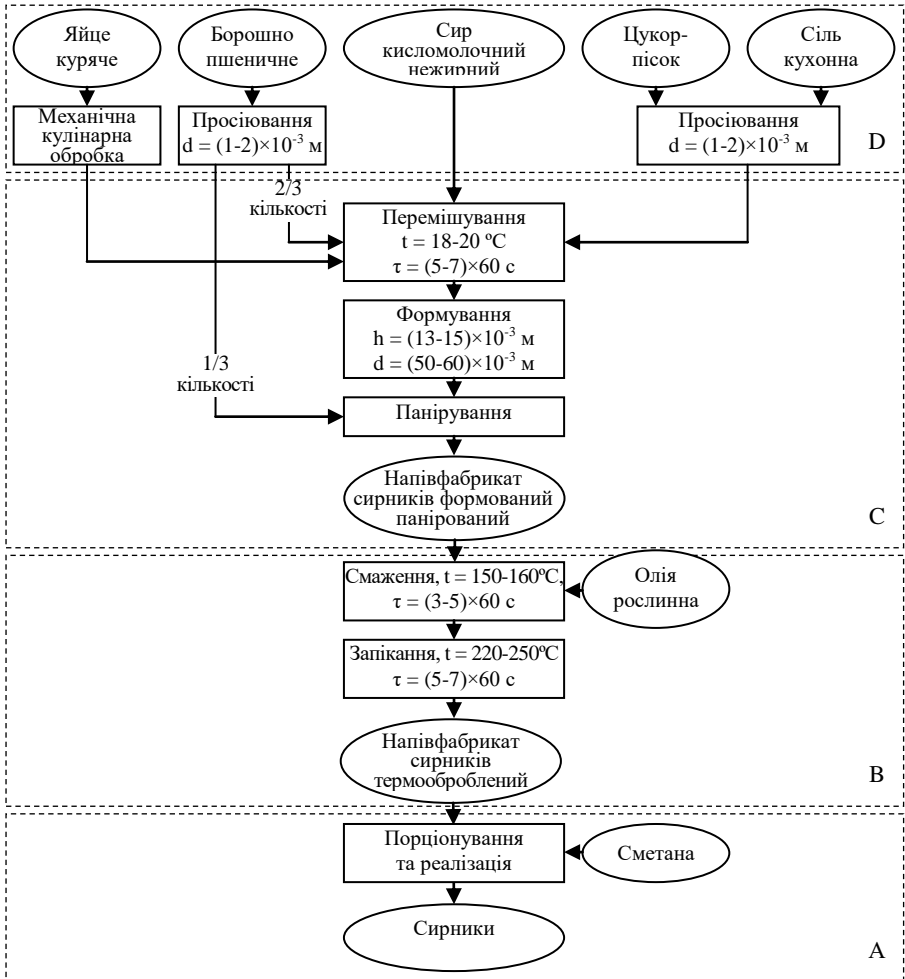 Яйце
куряче
Борошно
пшеничне
Сир
кисломолочний
нежирний
Цукор-
пісок
Сіль
кухонна
Механічна
кулінарна
обробка
Просіювання
d = (1-2)×10⁻³ м
Просіювання
d = (1-2)×10⁻³ м
D
2/3
кількості
Перемішування
t = 18-20 ºС
τ = (5-7)×60 с
Формування
h = (13-15)×10⁻³ м
d = (50-60)×10⁻³ м
1/3
кількості
Панірування
Напівфабрикат
сирників формований
панірований
C
Смаження, t = 150-160ºС,
τ = (3-5)×60 с
Олія
рослинна
Запікання, t = 220-250ºС
τ = (5-7)×60 с
Напівфабрикат
сирників
термооброблений
B
Порціонування
та реалізація
Сметана
Сирники
A